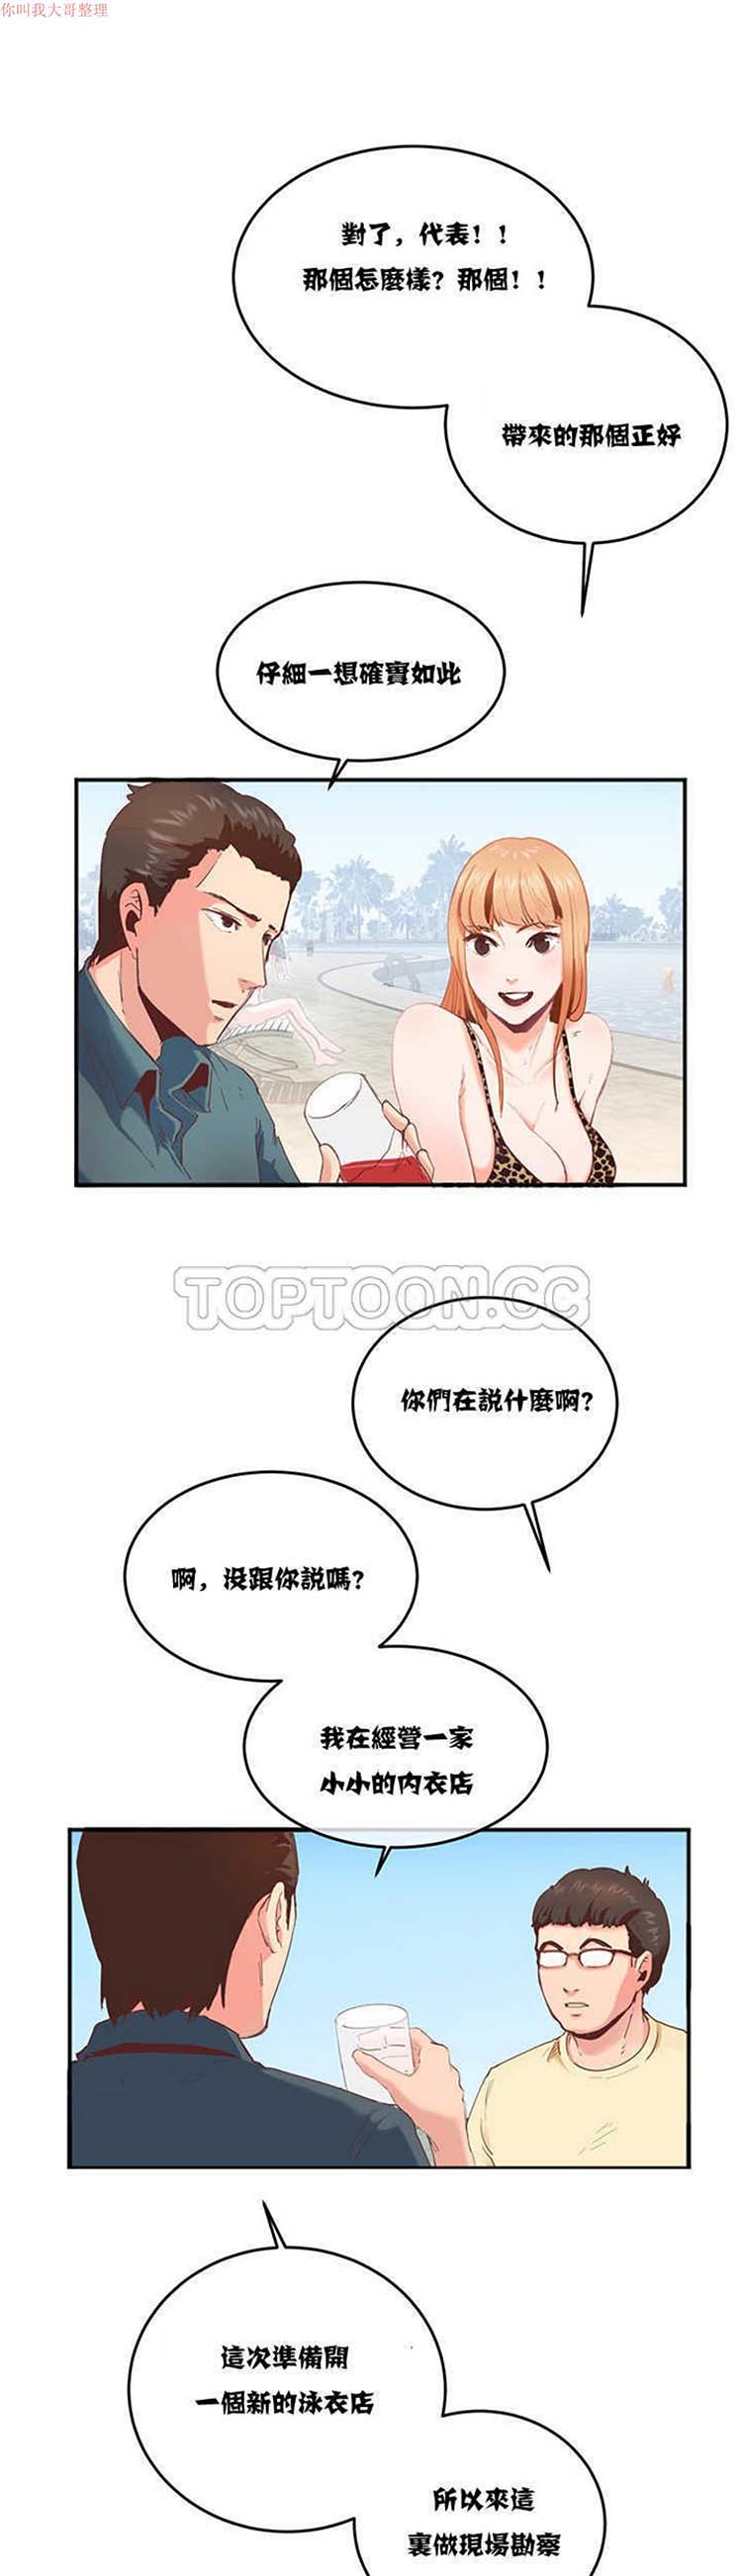 你叫我大哥整理
對了，代表！！
那個怎麼樣？那個！！
帶來的那個正好
仔細一想確實如此
TOPTOON.CC
你們在説什麼啊？
啊，没跟你説嗎？
我在經營一家
小小的内衣店
這次準備開
一個新的泳衣店
所以來這
裏做現場勘察